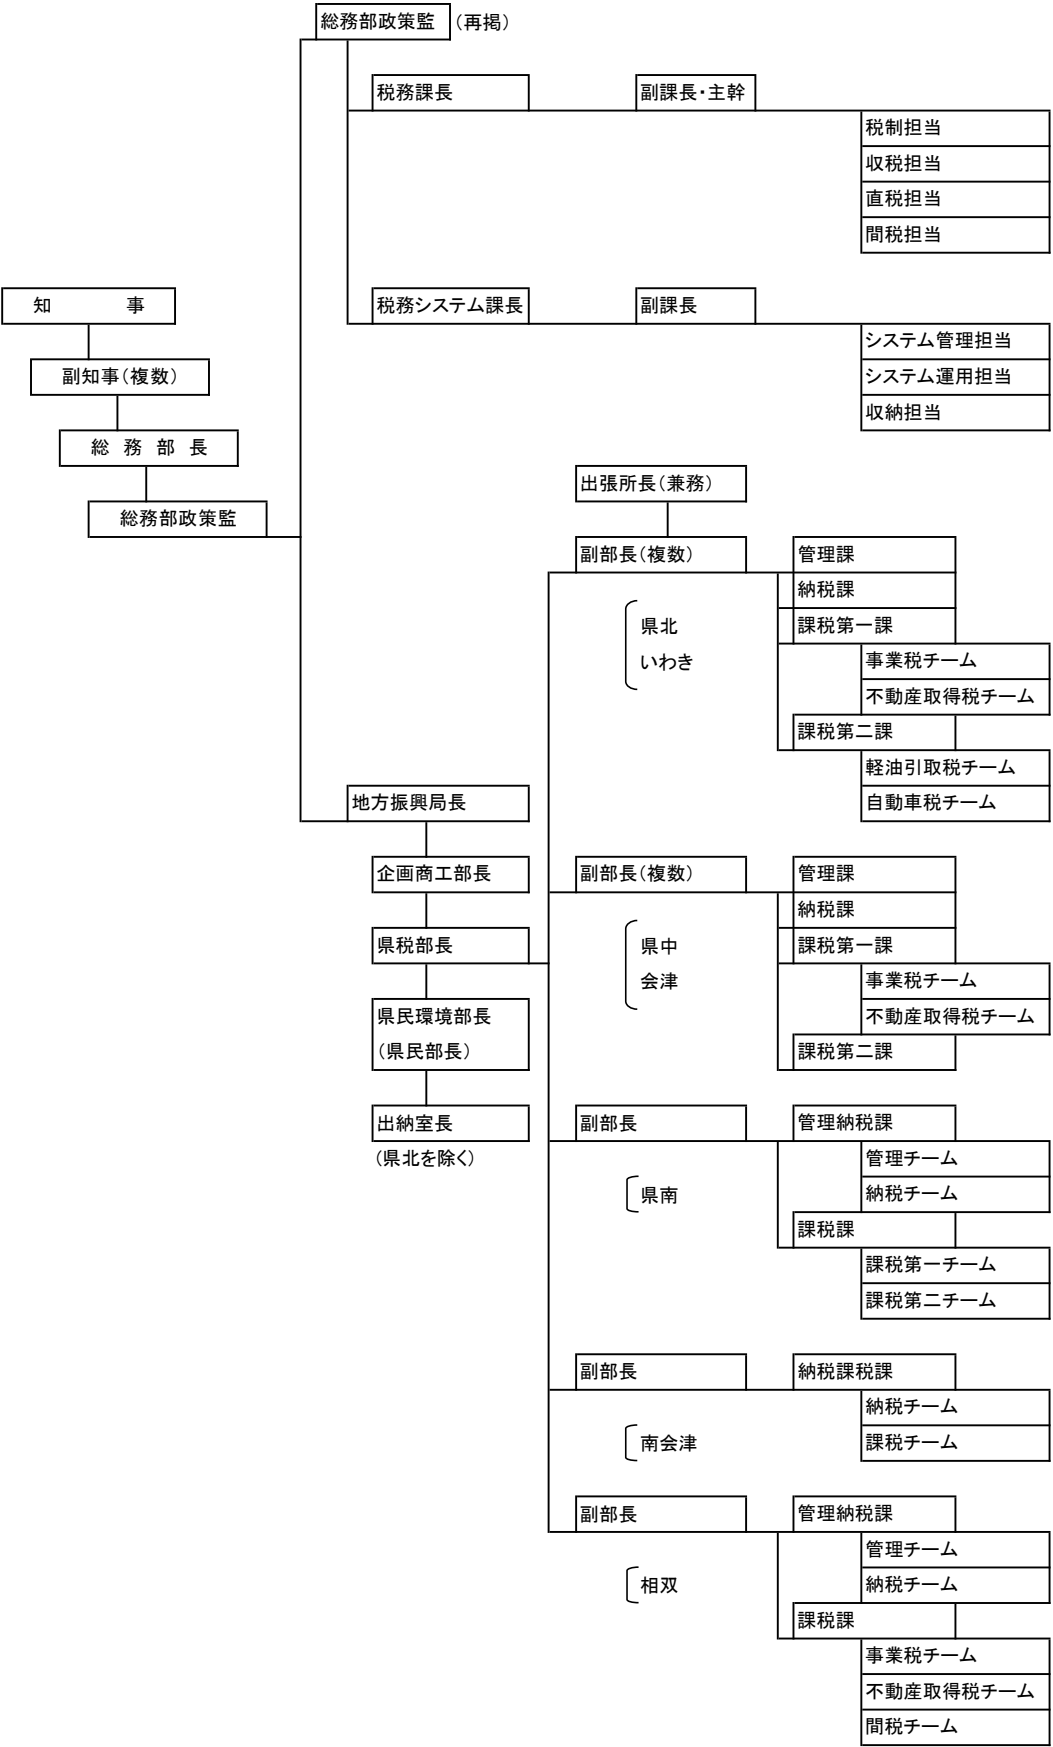 総務部政策監 (再掲)
税務課長
副課長・主幹
税制担当
収税担当
直税担当
間税担当
知 事
税務システム課長
副課長
システム管理担当
副知事(複数)
システム運用担当
収納担当
総 務 部 長
出張所長(兼務)
総務部政策監
副部長(複数)
管理課
納税課
県北
課税第一課
いわき
事業税チーム
不動産取得税チーム
課税第二課
軽油引取税チーム
地方振興局長
自動車税チーム
企画商工部長
副部長(複数)
管理課
納税課
県税部長
県中
課税第一課
会津
事業税チーム
県民環境部長
不動産取得税チーム
(県民部長)
課税第二課
出納室長
副部長
管理納税課
(県北を除く)
管理チーム
県南
納税チーム
課税課
課税第一チーム
課税第二チーム
副部長
納税課税課
納税チーム
南会津
課税チーム
副部長
管理納税課
管理チーム
相双
納税チーム
課税課
事業税チーム
不動産取得税チーム
間税チーム